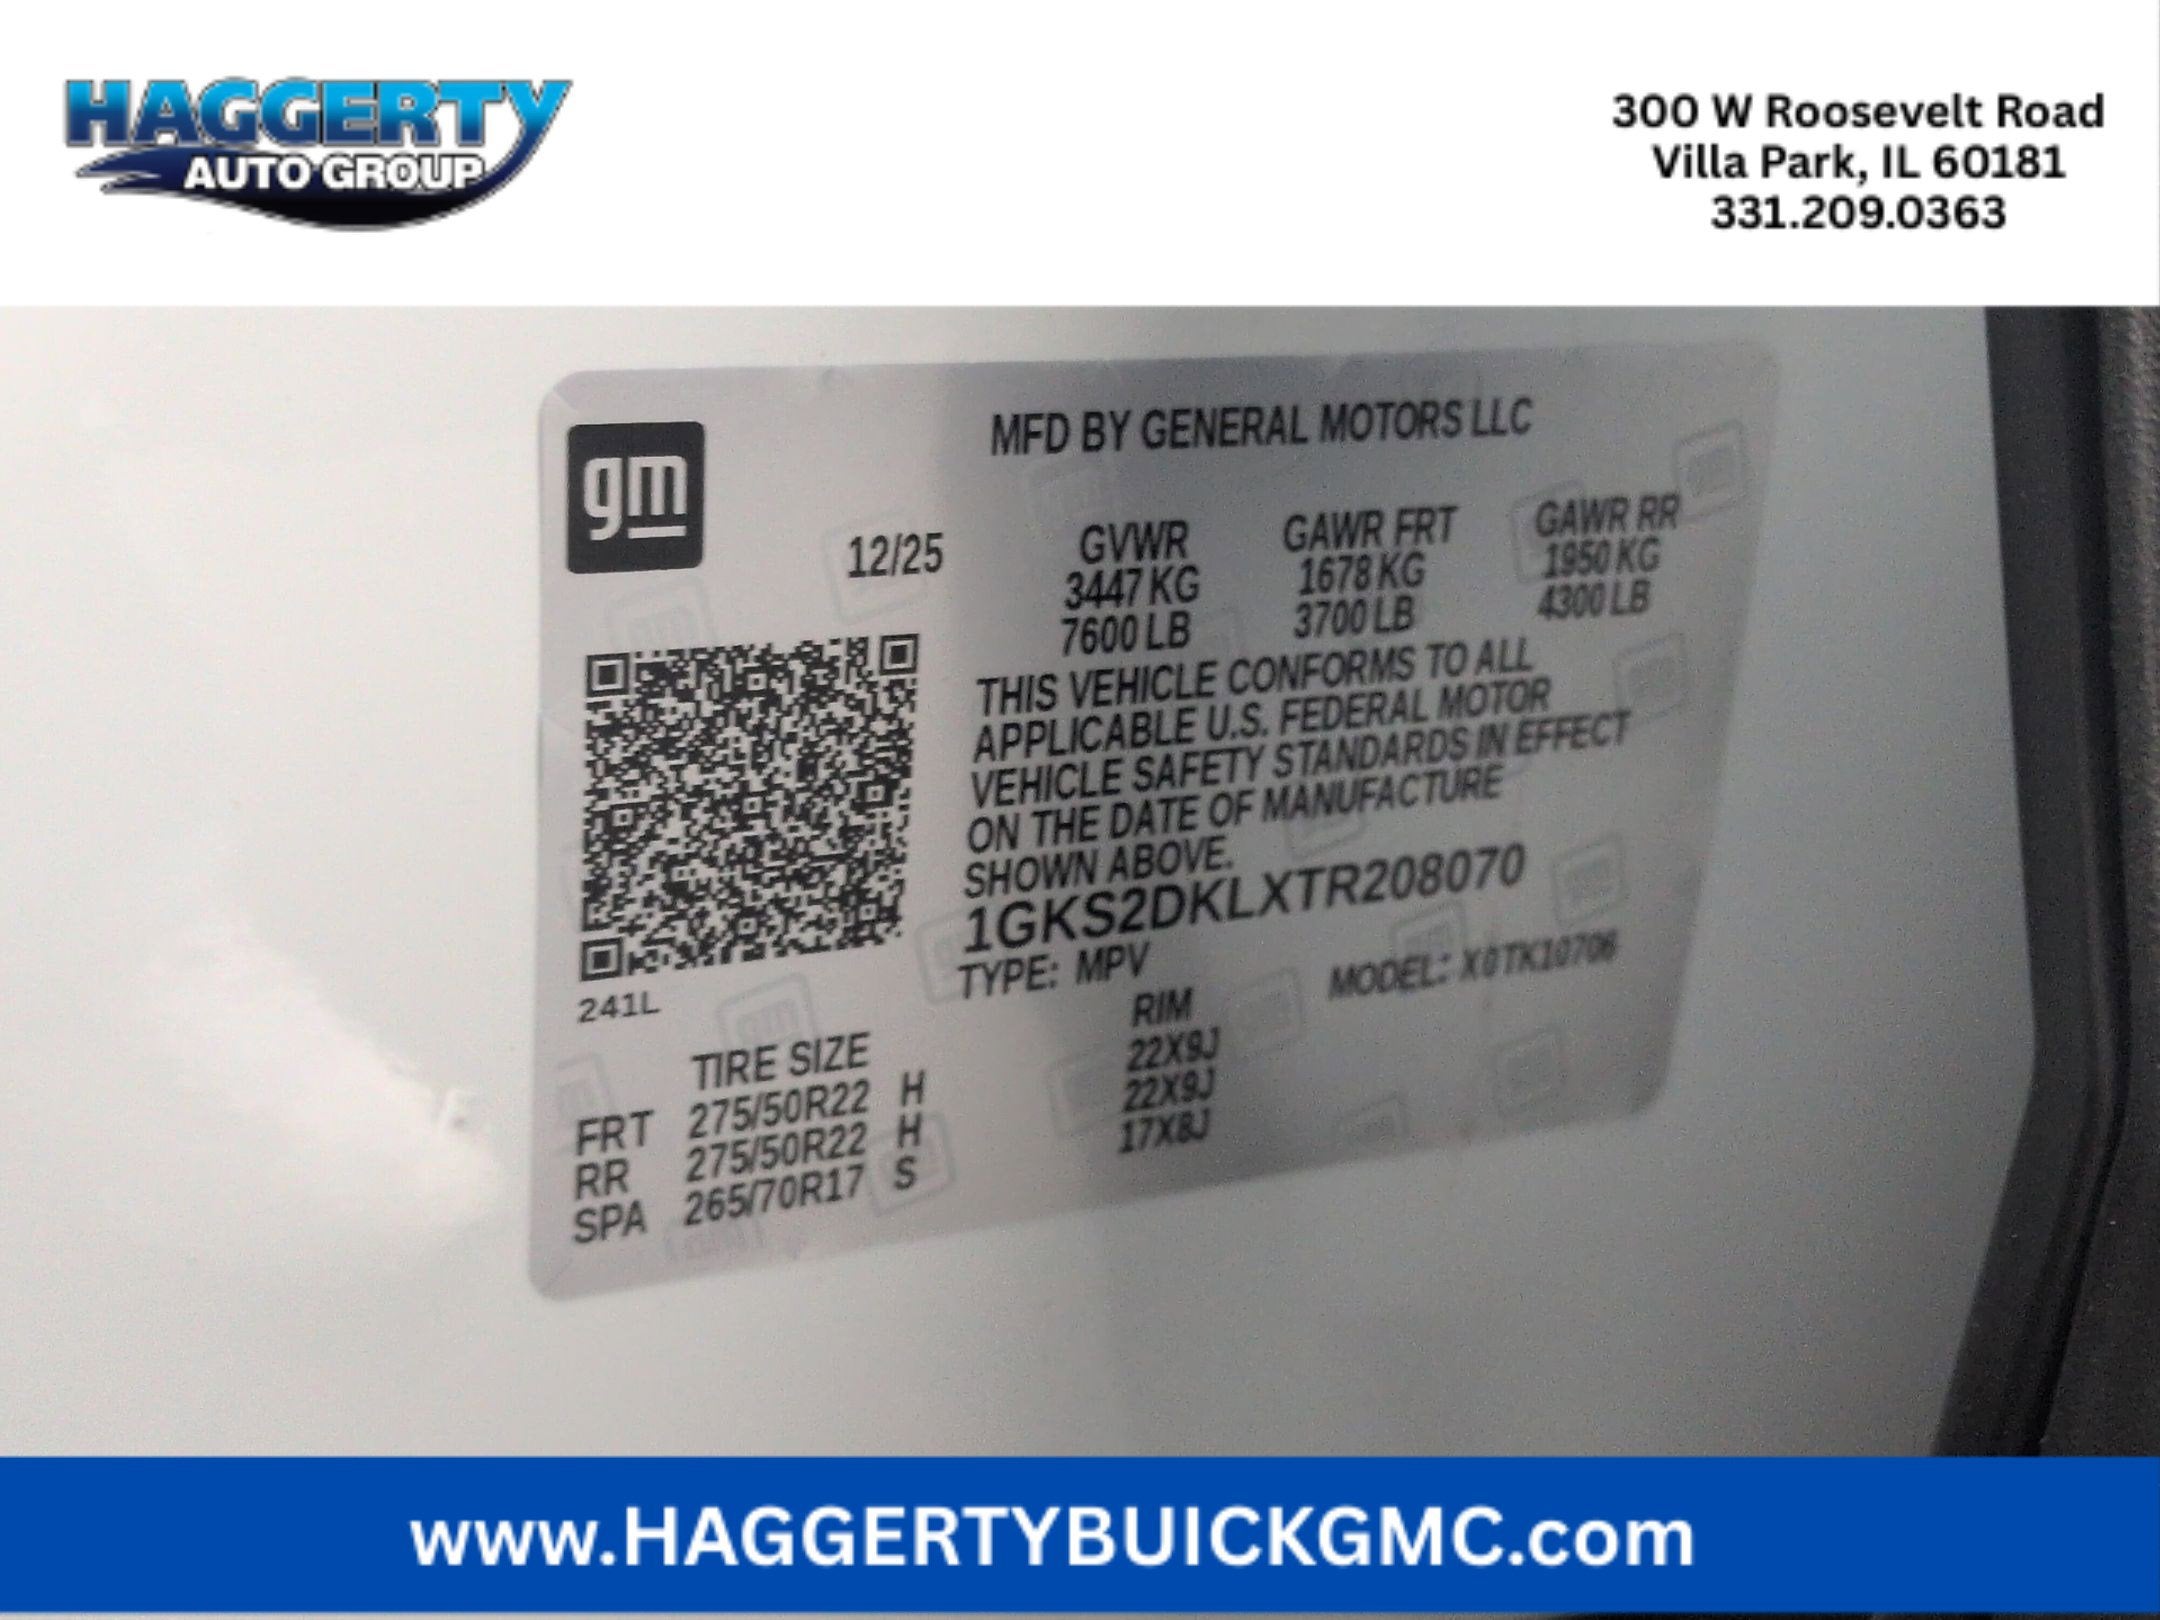 HAGGERTY
AUTO GROUP
300 W Roosevelt Road
Villa Park, IL 60181
331.209.0363
gm
MFD BY GENERAL MOTORS LLC
12/25
GVWR GAWR FRT GAWR RR
3447 KG 1678 KG 1950 KG
7600 LB 3700 LB 4300 LB
THIS VEHICLE CONFORMS TO ALL
APPLICABLE U.S. FEDERAL MOTOR
VEHICLE SAFETY STANDARDS IN EFFECT
ON THE DATE OF MANUFACTURE
SHOWN ABOVE.
1GKS2DKLXTR208070
TYPE: MPV MODEL: X0TK10706
241L
TIRE SIZE RIM
FRT 275/50R22 H 22X9J
RR 275/50R22 H 22X9J
SPA 265/70R17 S 17X8J
www.HAGGERTYBUICKGMC.com